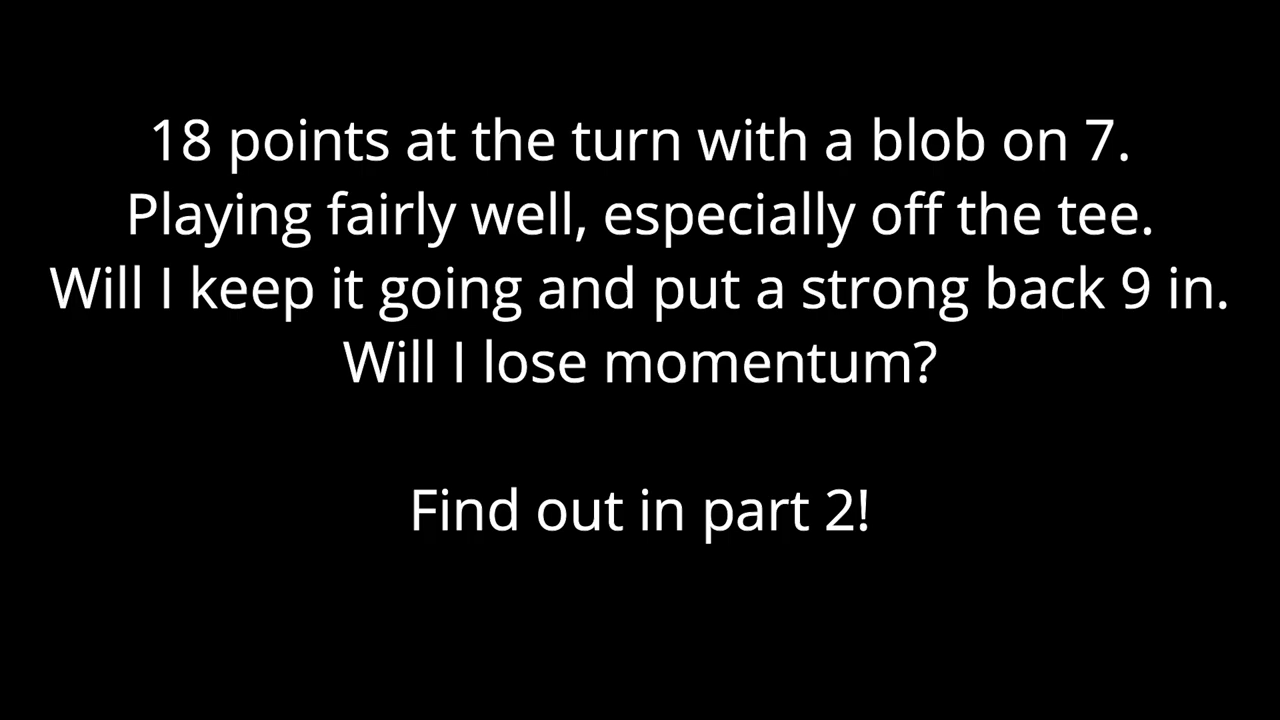 18 points at the turn with a blob on 7.
Playing fairly well, especially off the tee.
Will I keep it going and put a strong back 9 in.
Will I lose momentum?
Find out in part 2!